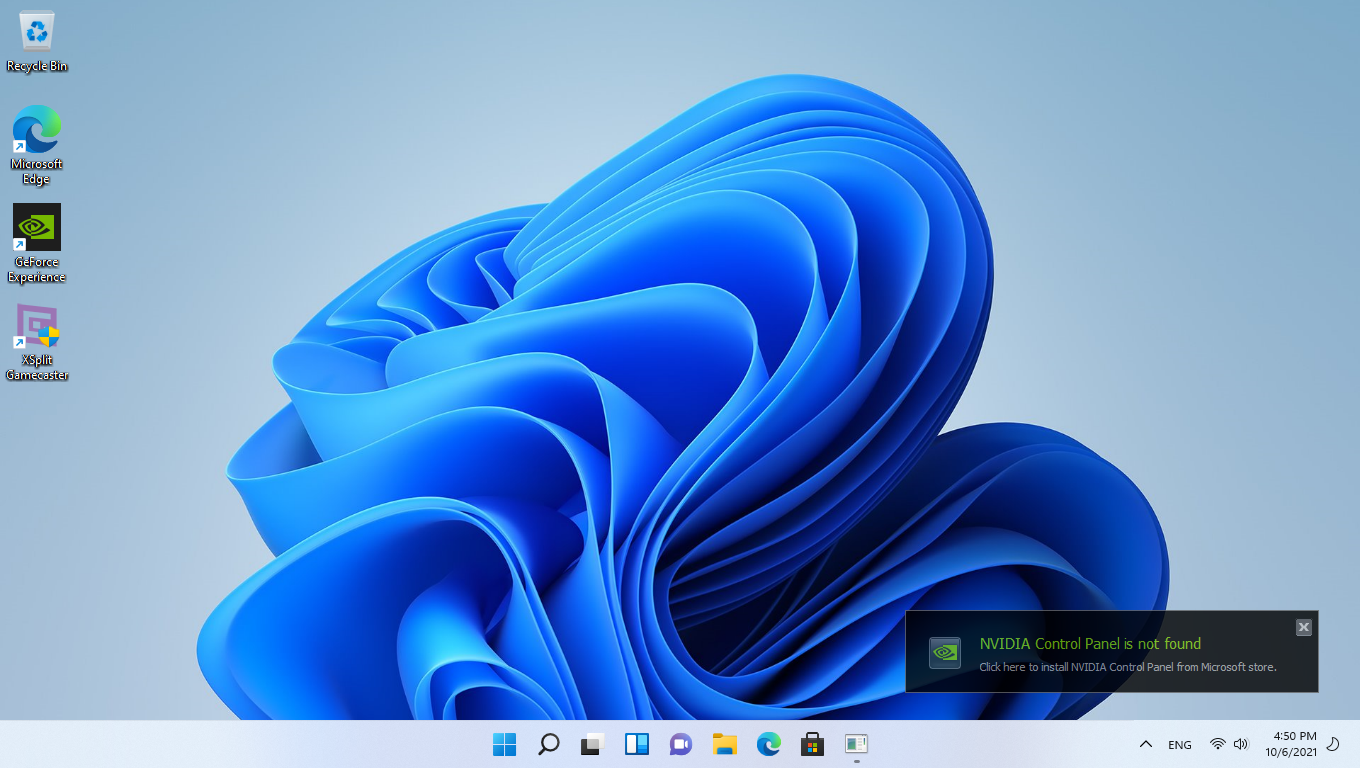 Recycle Bin
Microsoft
Edge
GeForce
Experience
XSplit
Gamecaster
NVIDIA Control Panel is not found
Click here to install NVIDIA Control Panel from Microsoft store.
ENG
4:50 PM
10/6/2021